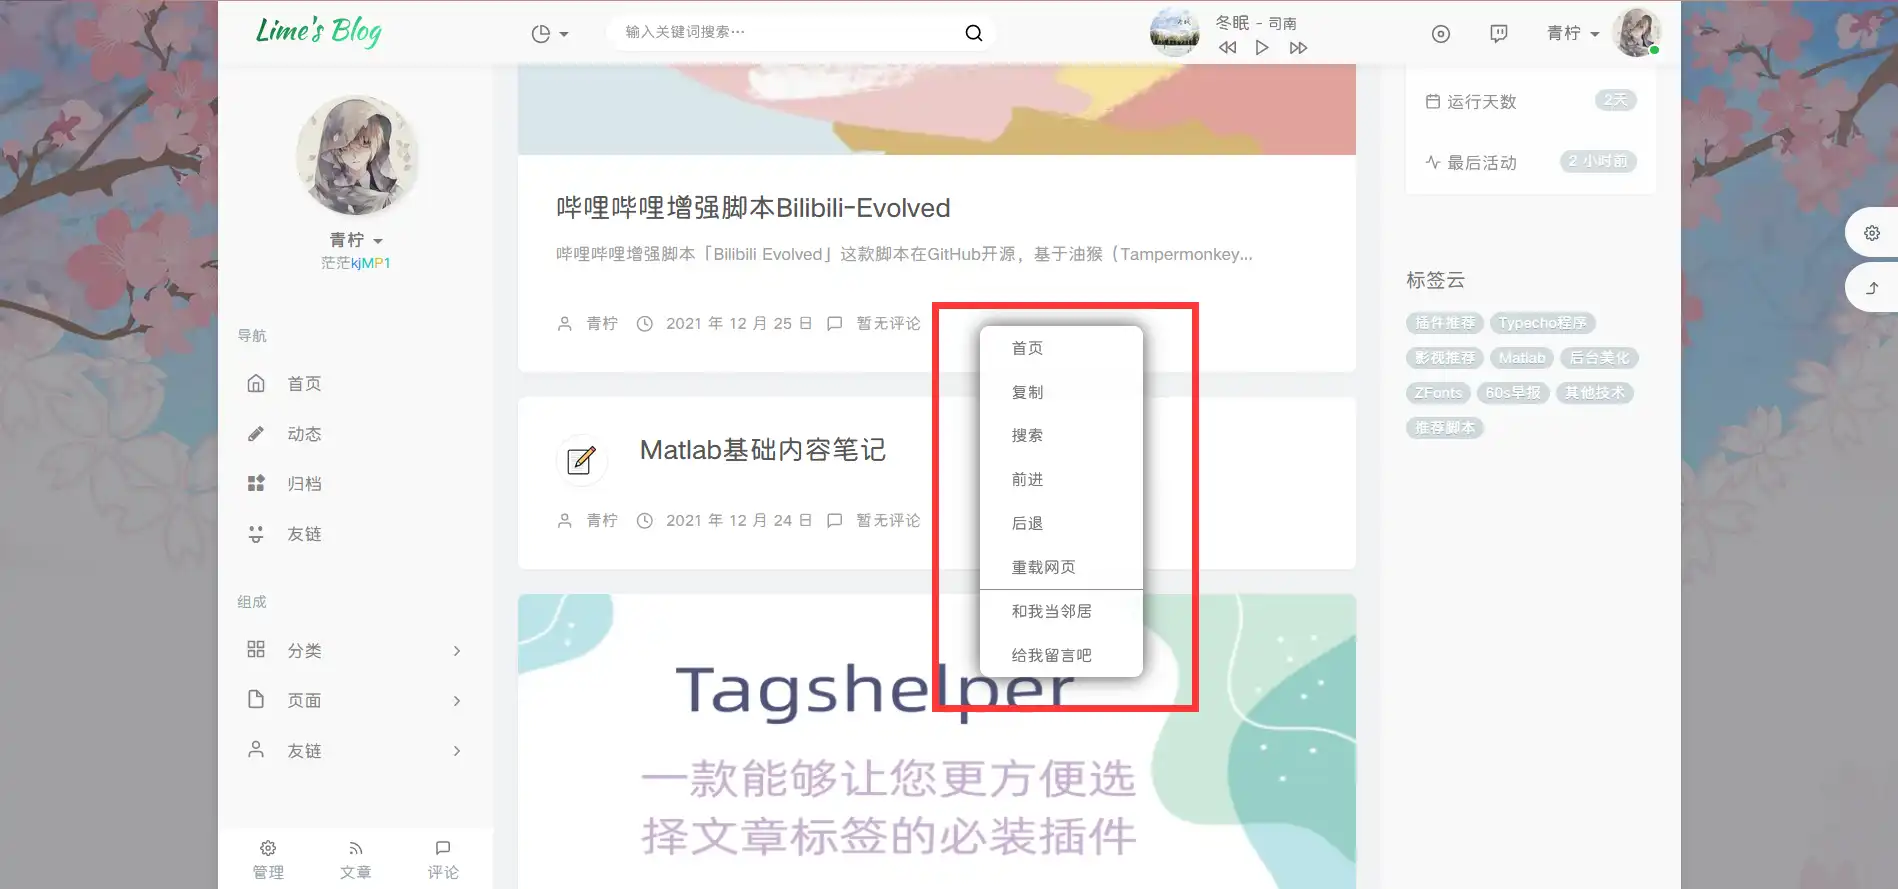 Lime's Blog
输入关键词搜索…
冬眠 - 司南
青柠
青柠
茫茫kjMP1
导航
首页
动态
归档
友链
组成
分类
页面
友链
管理
文章
评论
哔哩哔哩增强脚本Bilibili-Evolved
哔哩哔哩增强脚本「Bilibili Evolved」这款脚本在GitHub开源，基于油猴（Tampermonkey...
青柠 2021 年 12 月 25 日 暂无评论
Matlab基础内容笔记
青柠 2021 年 12 月 24 日 暂无评论
首页
复制
搜索
前进
后退
重载网页
和我当邻居
给我留言吧
Tagshelper
一款能够让您更方便选
择文章标签的必装插件
运行天数 2天
最后活动 2 小时前
标签云
插件推荐 Typecho程序
影视推荐 Matlab 后台美化
ZFonts 60s早报 其他技术
推荐脚本